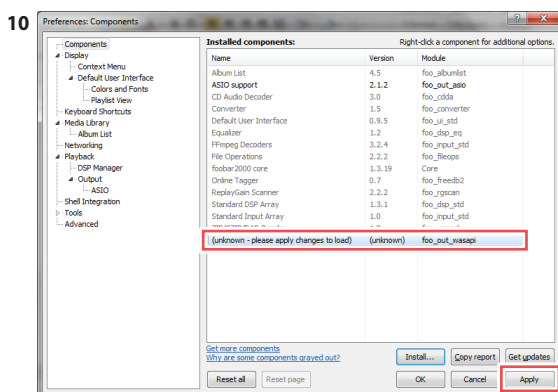 10
Preferences: Components
Components
Display
Context Menu
Default User Interface
Colors and Fonts
Playlist View
Keyboard Shortcuts
Media Library
Album List
Networking
Playback
DSP Manager
Output
ASIO
Shell Integration
Tools
Advanced
Installed components: Right-click a component for additional options.
Name Version Module
Album List 4.5 foo_albumlist
ASIO support 2.1.2 foo_out_asio
CD Audio Decoder 3.0 foo_cdda
Converter 1.5 foo_converter
Default User Interface 0.9.5 foo_ui_std
Equalizer 1.2 foo_dsp_eq
FFmpeg Decoders 3.2.4 foo_input_std
File Operations 2.2.2 foo_fileops
foobar2000 core 1.3.19 Core
Online Tagger 0.7 foo_freedb2
ReplayGain Scanner 2.2.2 foo_rgscan
Standard DSP Array 1.3.1 foo_dsp_std
Standard Input Array 1.0 foo_input_std
(unknown - please apply changes to load) (unknown) foo_out_wasapi
Get more components
Why are some components grayed out?
Install... Copy report Get updates
Reset all Reset page OK Cancel Apply